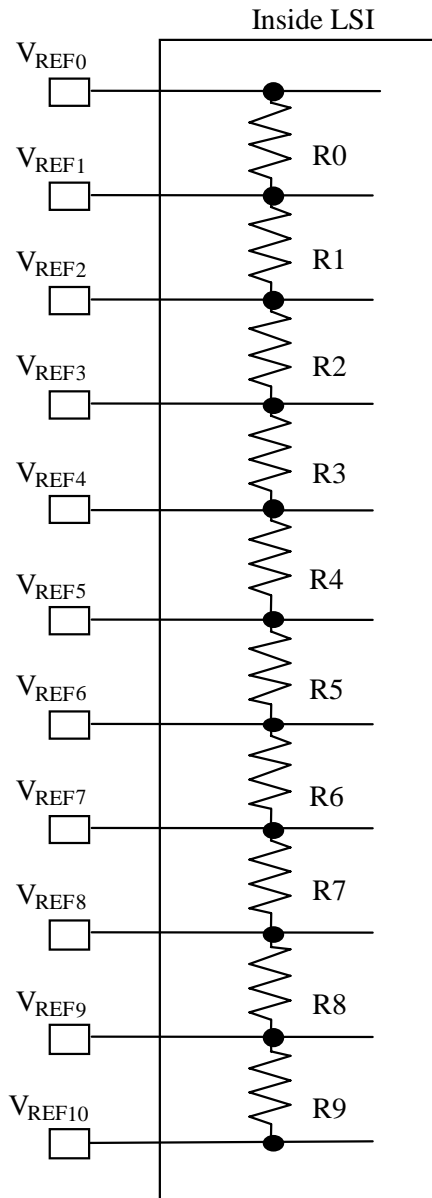 Inside LSI
VREF0
R0
VREF1
R1
VREF2
R2
VREF3
R3
VREF4
R4
VREF5
R5
VREF6
R6
VREF7
R7
VREF8
R8
VREF9
R9
VREF10